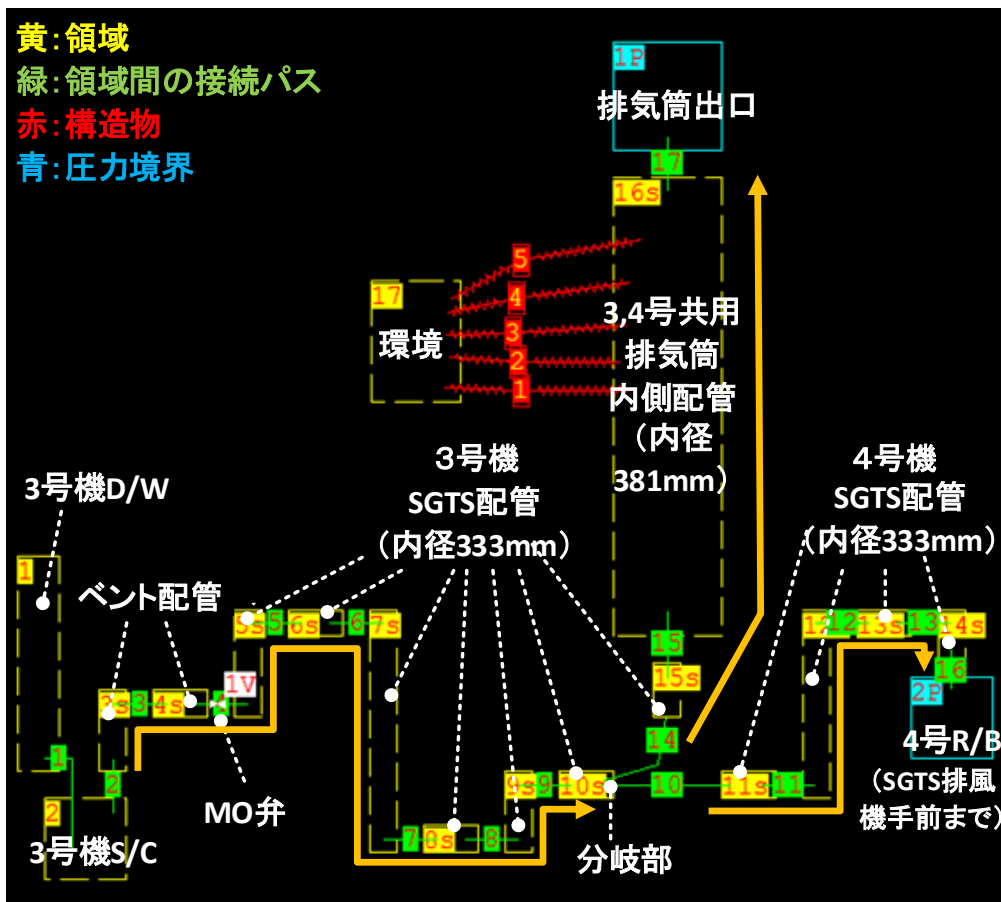 黄：領域
緑：領域間の接続パス
赤：構造物
青：圧力境界
1P
排気筒出口
17
16s
5
4
3
2
1
17
環境
3,4号共用
排気筒
内側配管
（内径
381mm）
3号機D/W
1
ベント配管
３号機
SGTS配管
（内径333mm）
４号機
SGTS配管
（内径333mm）
5s
5
6s
6
7s
15
15s
12
13s
13
14s
16
1V
3s
3
4s
2P
4号R/B
（SGTS排風
機手前まで）
14
1
2
2
3号機S/C
MO弁
9s
9
10s
10
11s
11
7
8s
8
分岐部